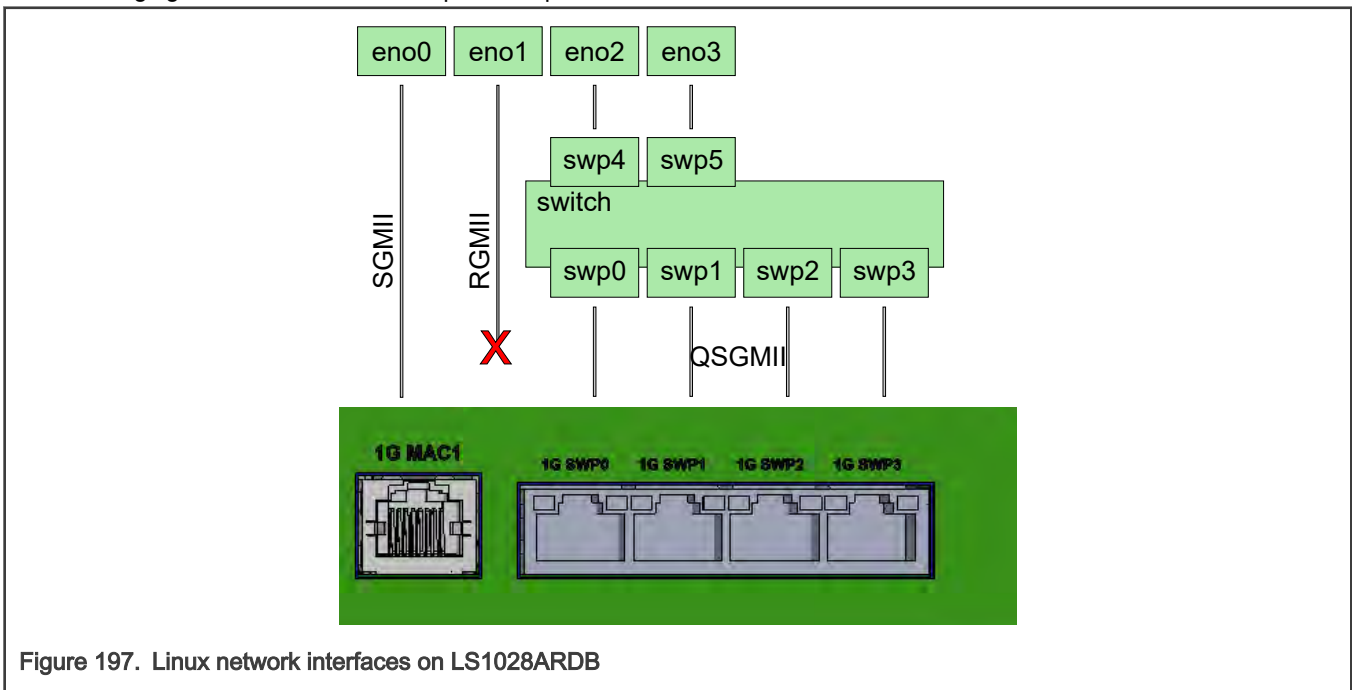 eno0 eno1 eno2 eno3
swp4 swp5
switch
SGMII
RGMII
swp0 swp1 swp2 swp3
X
QSGMII
1G MAC1
1G SWP0 1G SWP1 1G SWP2 1G SWP3
Figure 197. Linux network interfaces on LS1028ARDB